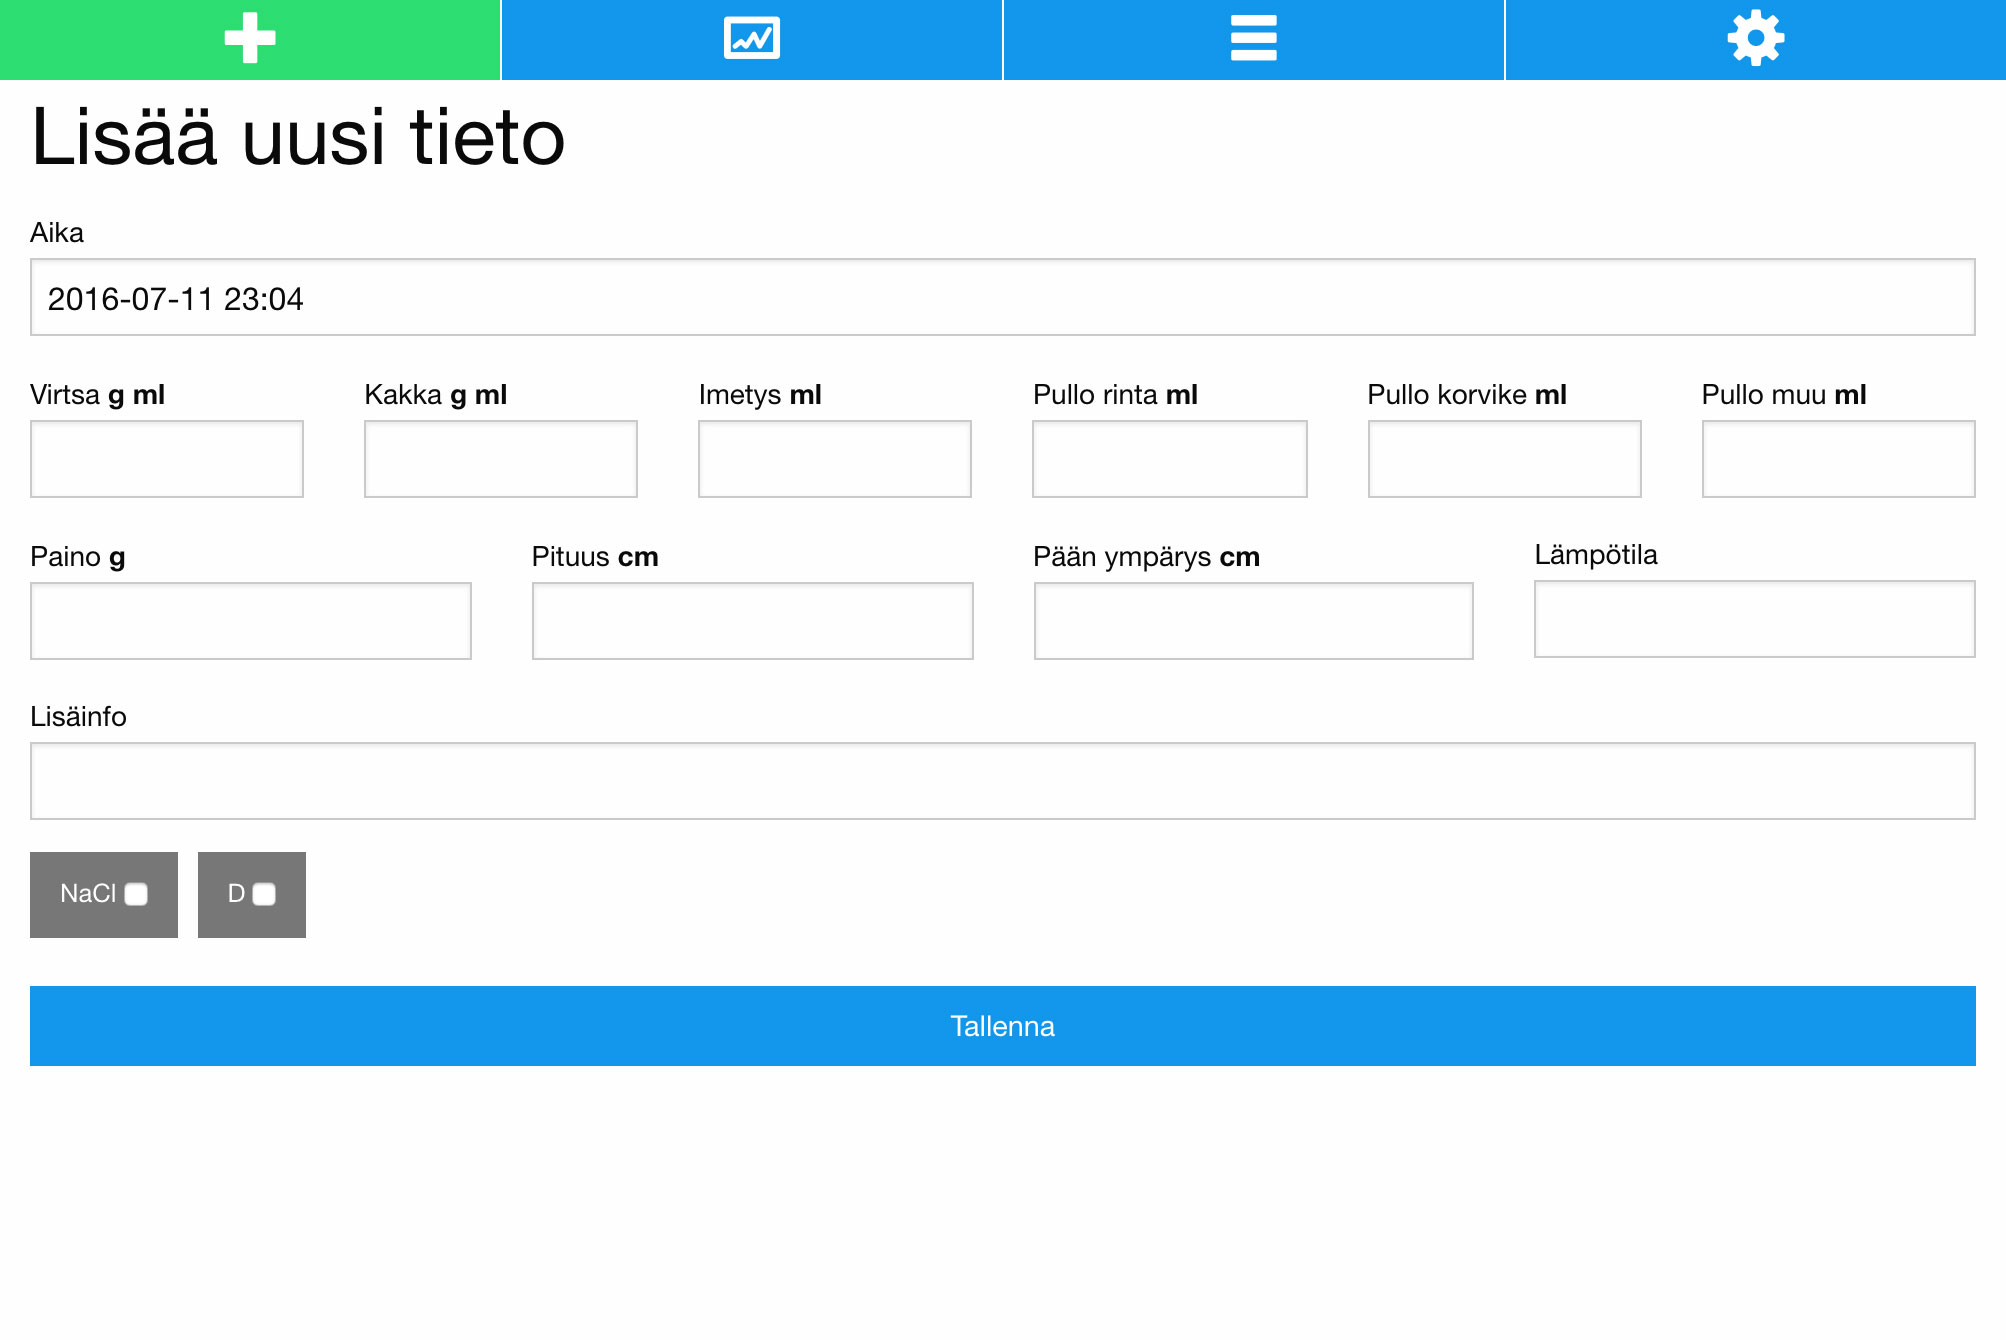 Lisää uusi tieto
Aika
2016-07-11 23:04
Virtsa g ml Kakka g ml Imetys ml Pullo rinta ml Pullo korvike ml Pullo muu ml
Paino g Pituus cm Pään ympärys cm Lämpötila
Lisäinfo
NaCl D
Tallenna